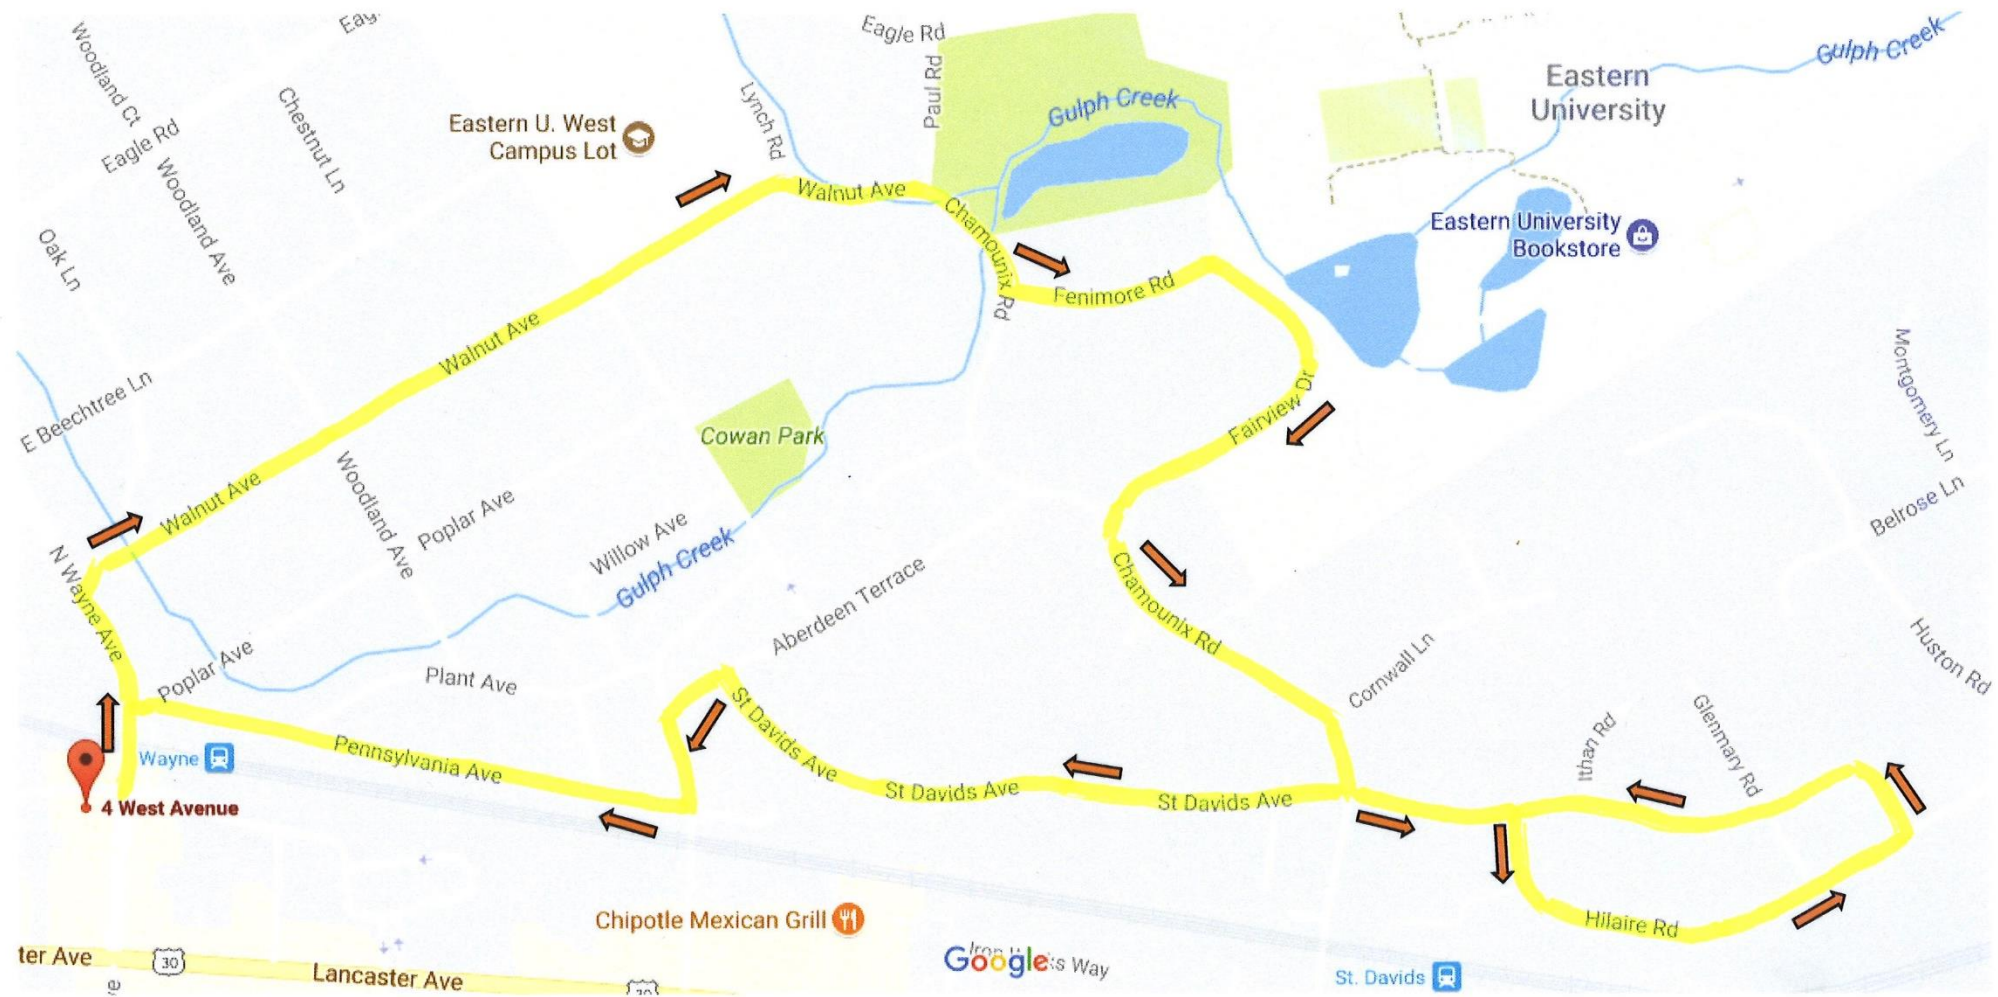 Eag
Eagle Rd
Woodland Ct
Paul Rd
Gulph Creek
Eastern
University
Gulph Creek
Lynch Rd
Chestnut Ln
Eastern U. West
Campus Lot
Eagle Rd
Woodland Ave
Walnut Ave
Chamounix Rd
Eastern University
Bookstore
Oak Ln
Fenimore Rd
Walnut Ave
Montgomery Ln
E Beechtree Ln
Fairview Dr
Cowan Park
Walnut Ave
Woodland Ave
Poplar Ave
Willow Ave
Gulph Creek
Belrose Ln
N Wayne Ave
Aberdeen Terrace
Chamounix Rd
Cornwall Ln
Huston Rd
Poplar Ave
Plant Ave
St Davids Ave
Ithan Rd
Glenmary Rd
Wayne
Pennsylvania Ave
St Davids Ave
St Davids Ave
4 West Avenue
Chipotle Mexican Grill
Hilaire Rd
ter Ave
30
Lancaster Ave
30
Google
s Way
St. Davids